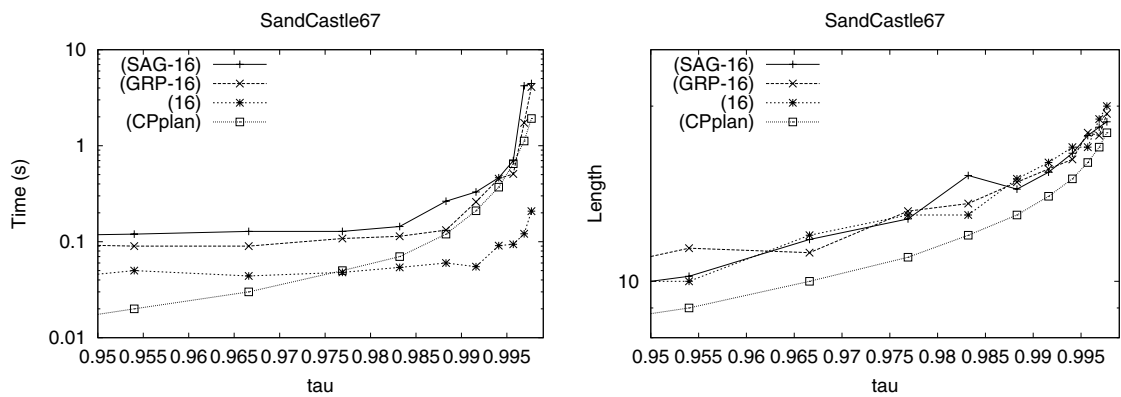 SandCastle67
10
1
0.1
0.01
Time (s)
(SAG-16)
(GRP-16)
(16)
(CPplan)
0.95 0.955 0.96 0.965 0.97 0.975 0.98 0.985 0.99 0.995
tau
SandCastle67
10
Length
(SAG-16)
(GRP-16)
(16)
(CPplan)
0.95 0.955 0.96 0.965 0.97 0.975 0.98 0.985 0.99 0.995
tau